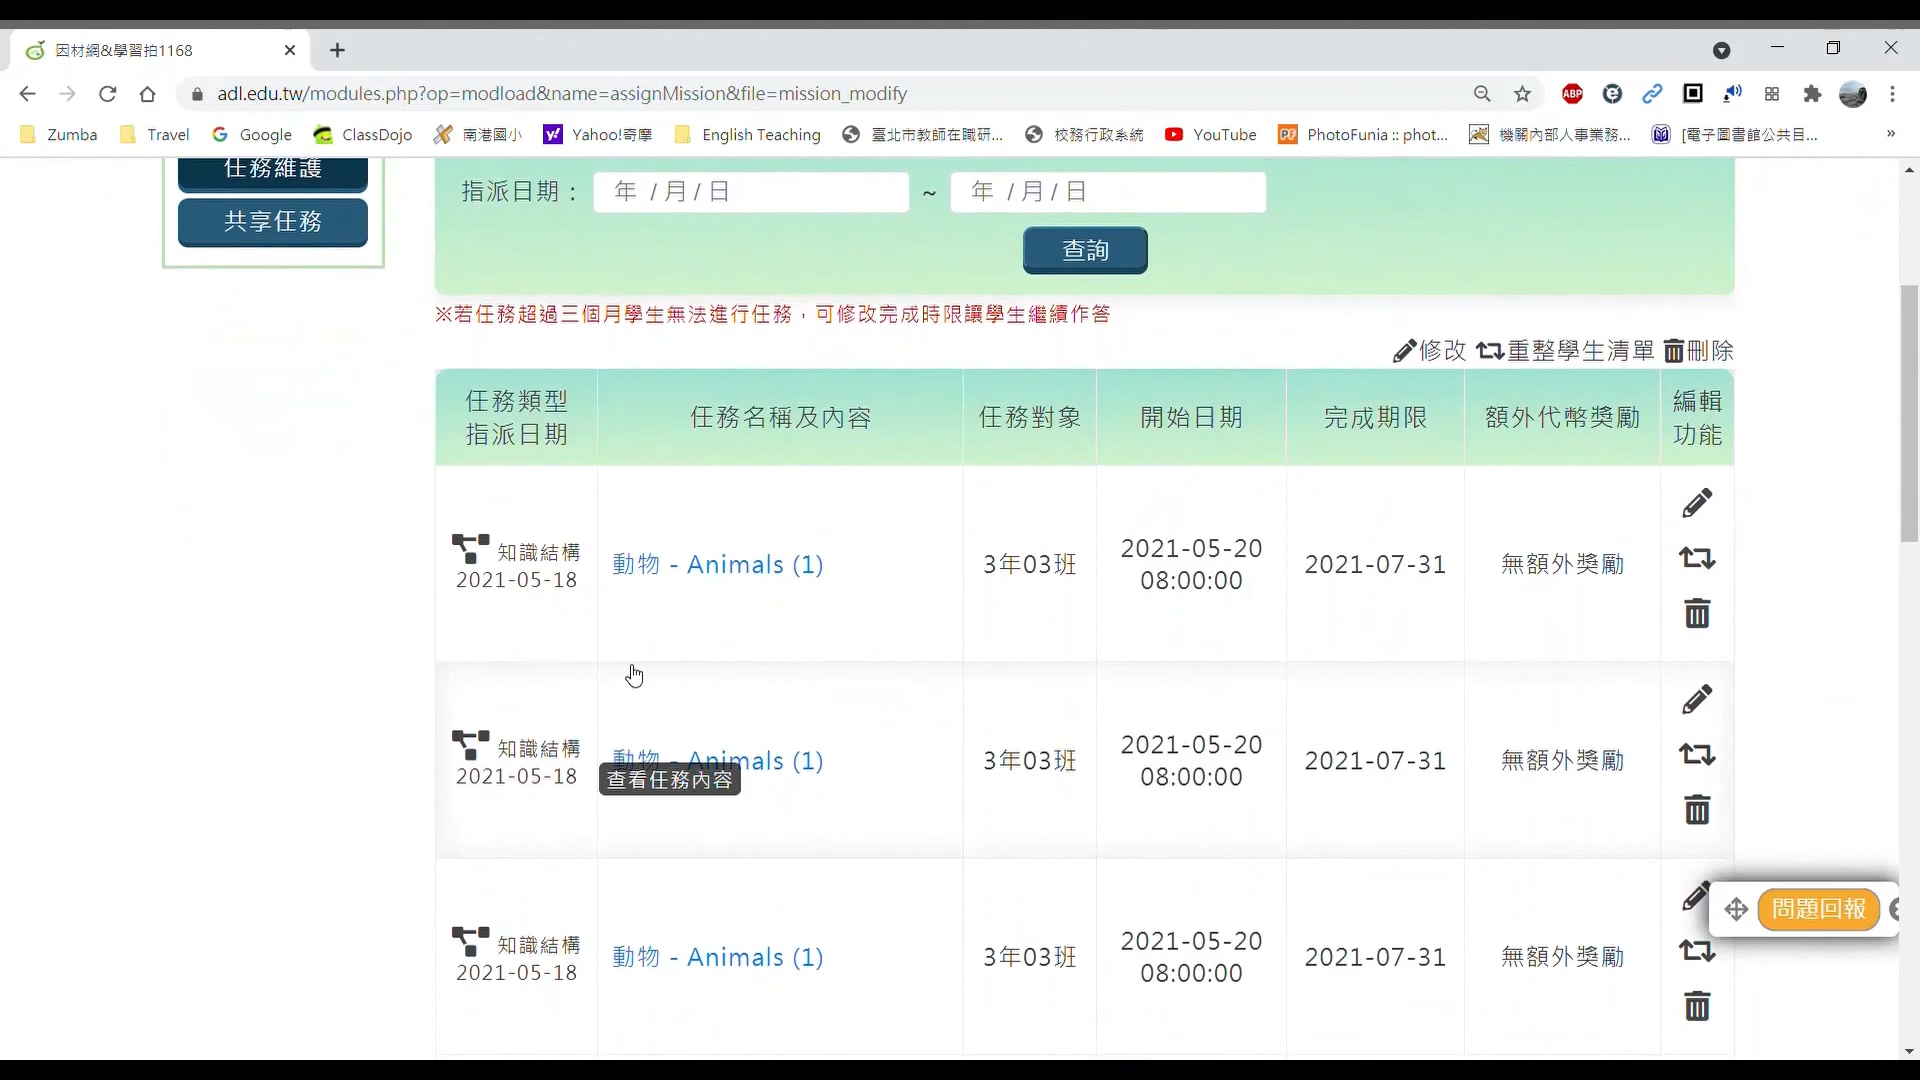 因材網&學習拍1168
adl.edu.tw/modules.php?op=modload&name=assignMission&file=mission_modify
ABP
Zumba
Travel
Google
ClassDojo
南港國小
Yahoo!奇摩
English Teaching
臺北市教師在職研...
校務行政系統
YouTube
PhotoFunia :: phot...
機關內部人事業務...
[電子圖書館公共目...
»
任務維護
共享任務
指派日期： 年 / 月 / 日 ~ 年 / 月 / 日
查詢
※若任務超過三個月學生無法進行任務，可修改完成時限讓學生繼續作答
修改 重整學生清單 刪除
任務類型
指派日期
任務名稱及內容
任務對象
開始日期
完成期限
額外代幣獎勵
編輯
功能
知識結構
2021-05-18
動物 - Animals (1)
3年03班
2021-05-20
08:00:00
2021-07-31
無額外獎勵
知識結構
2021-05-18
動物 - Animals (1)
查看任務內容
3年03班
2021-05-20
08:00:00
2021-07-31
無額外獎勵
知識結構
2021-05-18
動物 - Animals (1)
3年03班
2021-05-20
08:00:00
2021-07-31
無額外獎勵
問題回報